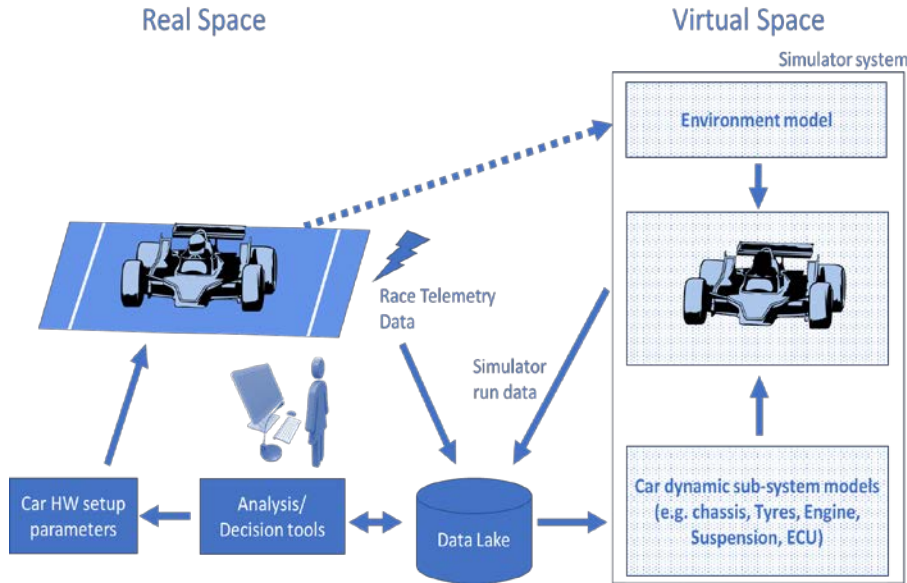 Real Space
Virtual Space
Simulator system
Environment model
Race Telemetry
Data
Simulator
run data
Car HW setup
parameters
Analysis/
Decision tools
Data Lake
Car dynamic sub-system models
(e.g. chassis, Tyres, Engine,
Suspension, ECU)